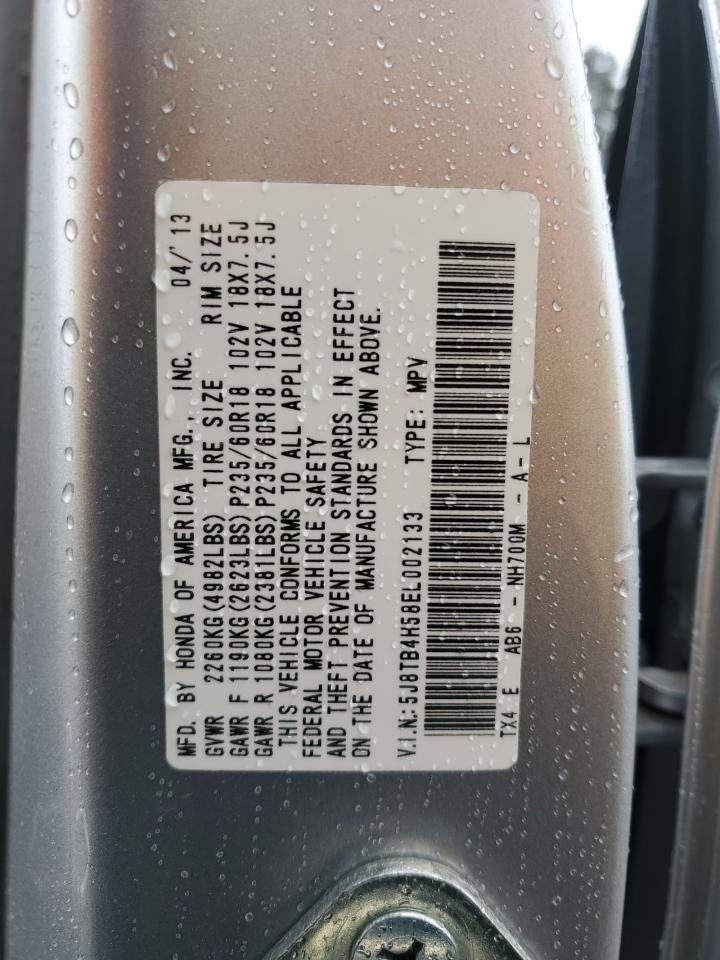 MFD. BY HONDA OF AMERICA MFG., INC. 04/'13
GVWR 2260KG(4982LBS) TIRE SIZE RIM SIZE
GAWR F 1190KG(2623LBS)P235/60R18 102V 18X7.5J
GAWR R 1080KG(2381LBS)P235/60R18 102V 18X7.5J
THIS VEHICLE CONFORMS TO ALL APPLICABLE
FEDERAL MOTOR VEHICLE SAFETY
AND THEFT PREVENTION STANDARDS IN EFFECT
ON THE DATE OF MANUFACTURE SHOWN ABOVE.
V.I.N.: 5J8TB4H58EL002133 TYPE: MPV
TX4 E AB6 - NH700M - A - L